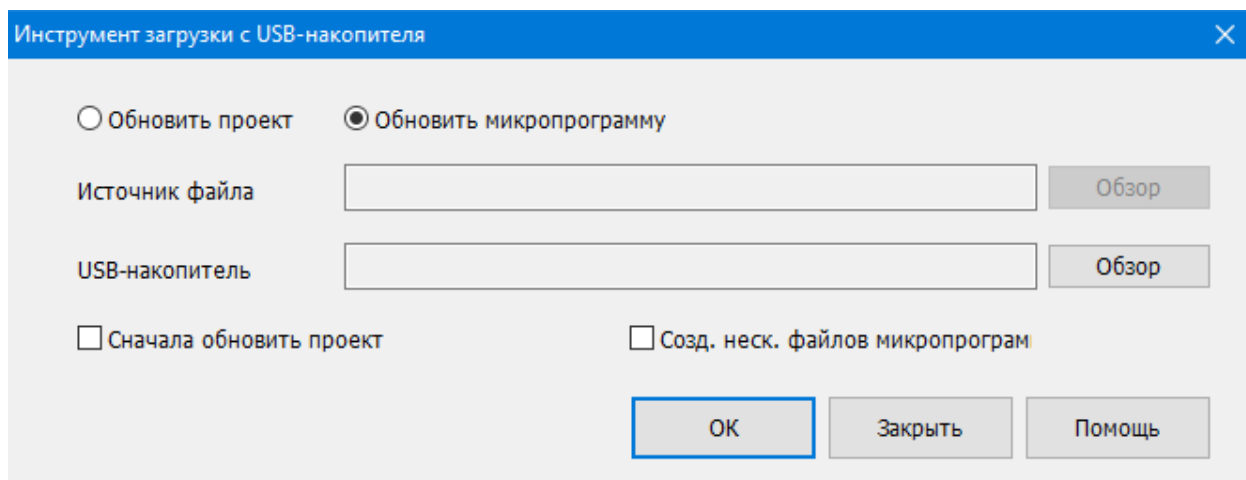 Инструмент загрузки с USB-накопителя
Обновить проект Обновить микропрограмму
Источник файла Обзор
USB-накопитель Обзор
Сначала обновить проект Созд. неск. файлов микропрограм
ОК Закрыть Помощь